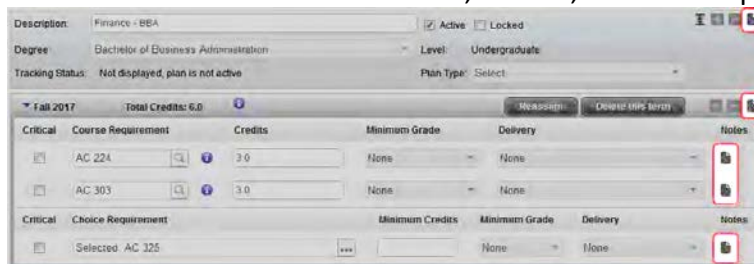 Description: Finance - BBA Active Locked
Degree: Bachelor of Business Administration Level: Undergraduate
Tracking Status: Not displayed, plan is not active Plan Type: Select
Fall 2017 Total Credits: 6.0 Reassign Delete this term
Critical Course Requirement Credits Minimum Grade Delivery Notes
AC 224 3.0 None None
AC 303 3.0 None None
Critical Choice Requirement Minimum Credits Minimum Grade Delivery Notes
Selected: AC 325 ... None None